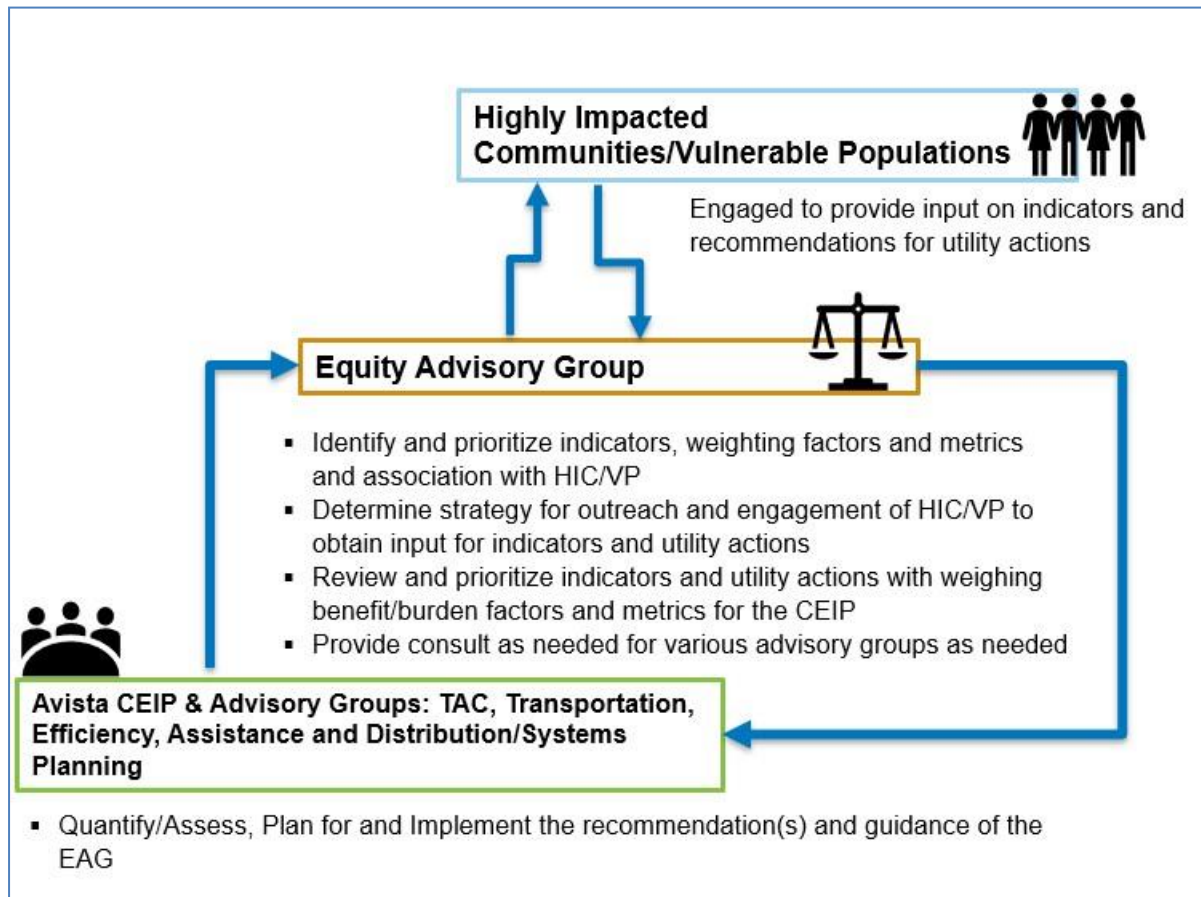 Highly Impacted
Communities/Vulnerable Populations
Engaged to provide input on indicators and
recommendations for utility actions
Equity Advisory Group
▪ Identify and prioritize indicators, weighting factors and metrics
and association with HIC/VP
▪ Determine strategy for outreach and engagement of HIC/VP to
obtain input for indicators and utility actions
▪ Review and prioritize indicators and utility actions with weighing
benefit/burden factors and metrics for the CEIP
▪ Provide consult as needed for various advisory groups as needed
Avista CEIP & Advisory Groups: TAC, Transportation,
Efficiency, Assistance and Distribution/Systems
Planning
▪ Quantify/Assess, Plan for and Implement the recommendation(s) and guidance of the
EAG